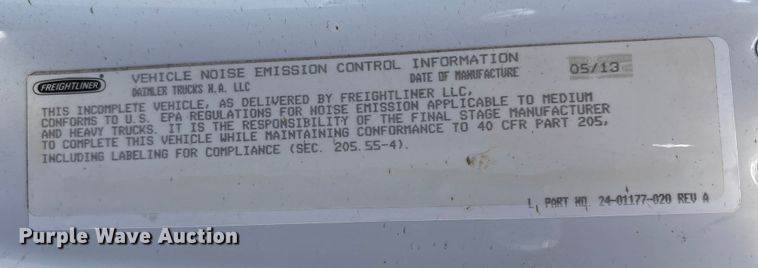 VEHICLE NOISE EMISSION CONTROL INFORMATION
FREIGHTLINER DAIMLER TRUCKS N.A. LLC DATE OF MANUFACTURE 05/13
THIS INCOMPLETE VEHICLE, AS DELIVERED BY FREIGHTLINER LLC,
CONFORMS TO U.S. EPA REGULATIONS FOR NOISE EMISSION APPLICABLE TO MEDIUM
AND HEAVY TRUCKS. IT IS THE RESPONSIBILITY OF THE FINAL STAGE MANUFACTURER
TO COMPLETE THIS VEHICLE WHILE MAINTAINING CONFORMANCE TO 40 CFR PART 205,
INCLUDING LABELING FOR COMPLIANCE (SEC. 205.55-4).
PART NO. 24-01177-020 REV A
Purple Wave Auction